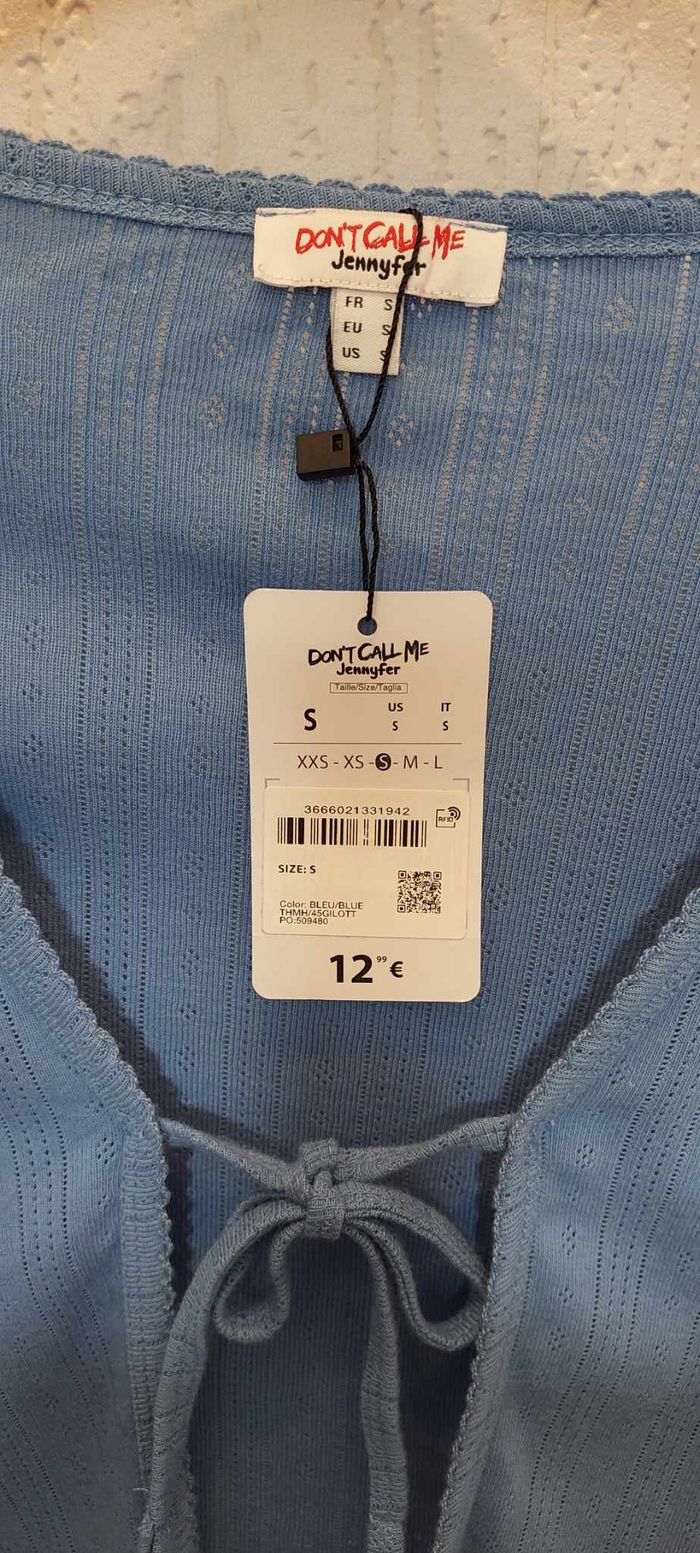 DON'T CALL ME
Jennyfer
FR S
EU S
US S
DON'T CALL ME
Jennyfer
Taille/Size/Taglia
S
US IT
S S
XXS - XS - S - M - L
3666021331942
RFID
SIZE: S
Color: BLEU/BLUE
THMH/45GILOTT
PO:509480
12,99 €